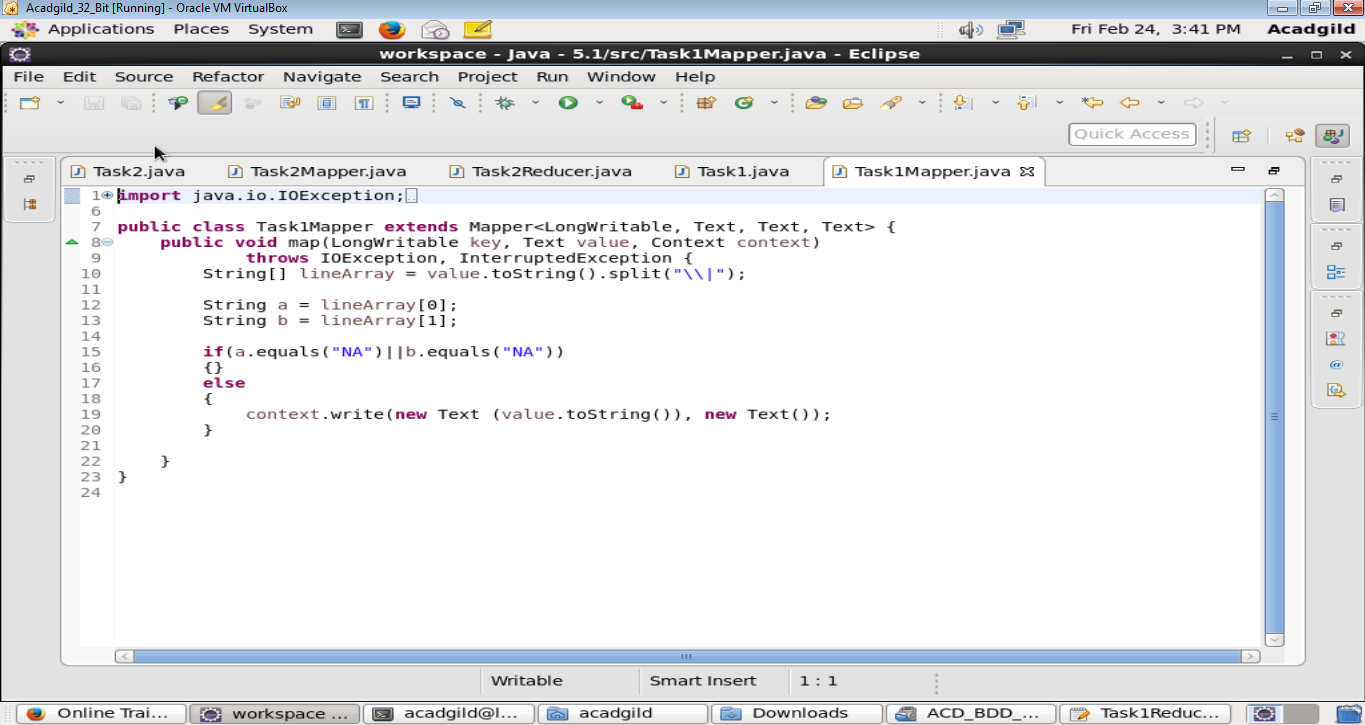 Acadgild_32_Bit [Running] - Oracle VM VirtualBox
Applications Places System Fri Feb 24, 3:41 PM Acadgild
workspace - Java - 5.1/src/Task1Mapper.java - Eclipse
File Edit Source Refactor Navigate Search Project Run Window Help
Quick Access
Task2.java Task2Mapper.java Task2Reducer.java Task1.java Task1Mapper.java
1 import java.io.IOException;
6
7 public class Task1Mapper extends Mapper<LongWritable, Text, Text, Text> {
8 public void map(LongWritable key, Text value, Context context)
9 throws IOException, InterruptedException {
10 String[] lineArray = value.toString().split("\\|");
11
12 String a = lineArray[0];
13 String b = lineArray[1];
14
15 if(a.equals("NA")||b.equals("NA"))
16 {}
17 else
18 {
19 context.write(new Text (value.toString()), new Text());
20 }
21
22 }
23 }
24
Writable Smart Insert 1 : 1
Online Trai... workspace ... acadgild@l... acadgild Downloads ACD_BDD_... Task1Reduc...